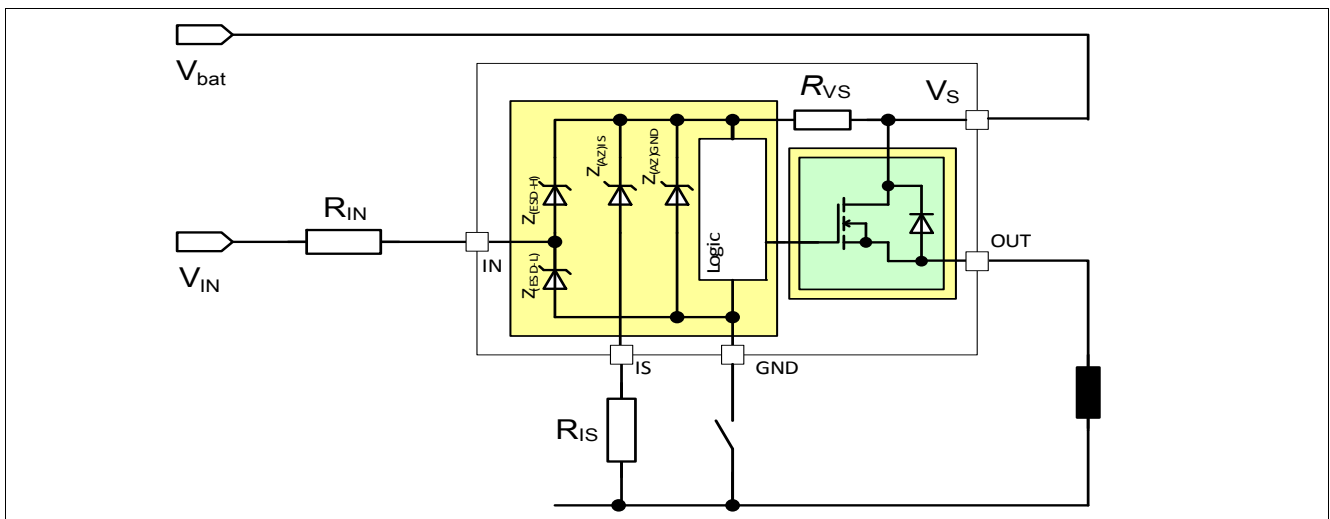 Vbat
RVS
VS
Z(AZ)IS
Z(AZ)GND
Z(ESD-H)
RIN
OUT
IN
Logic
VIN
Z(ESD-L)
IS
GND
RIS